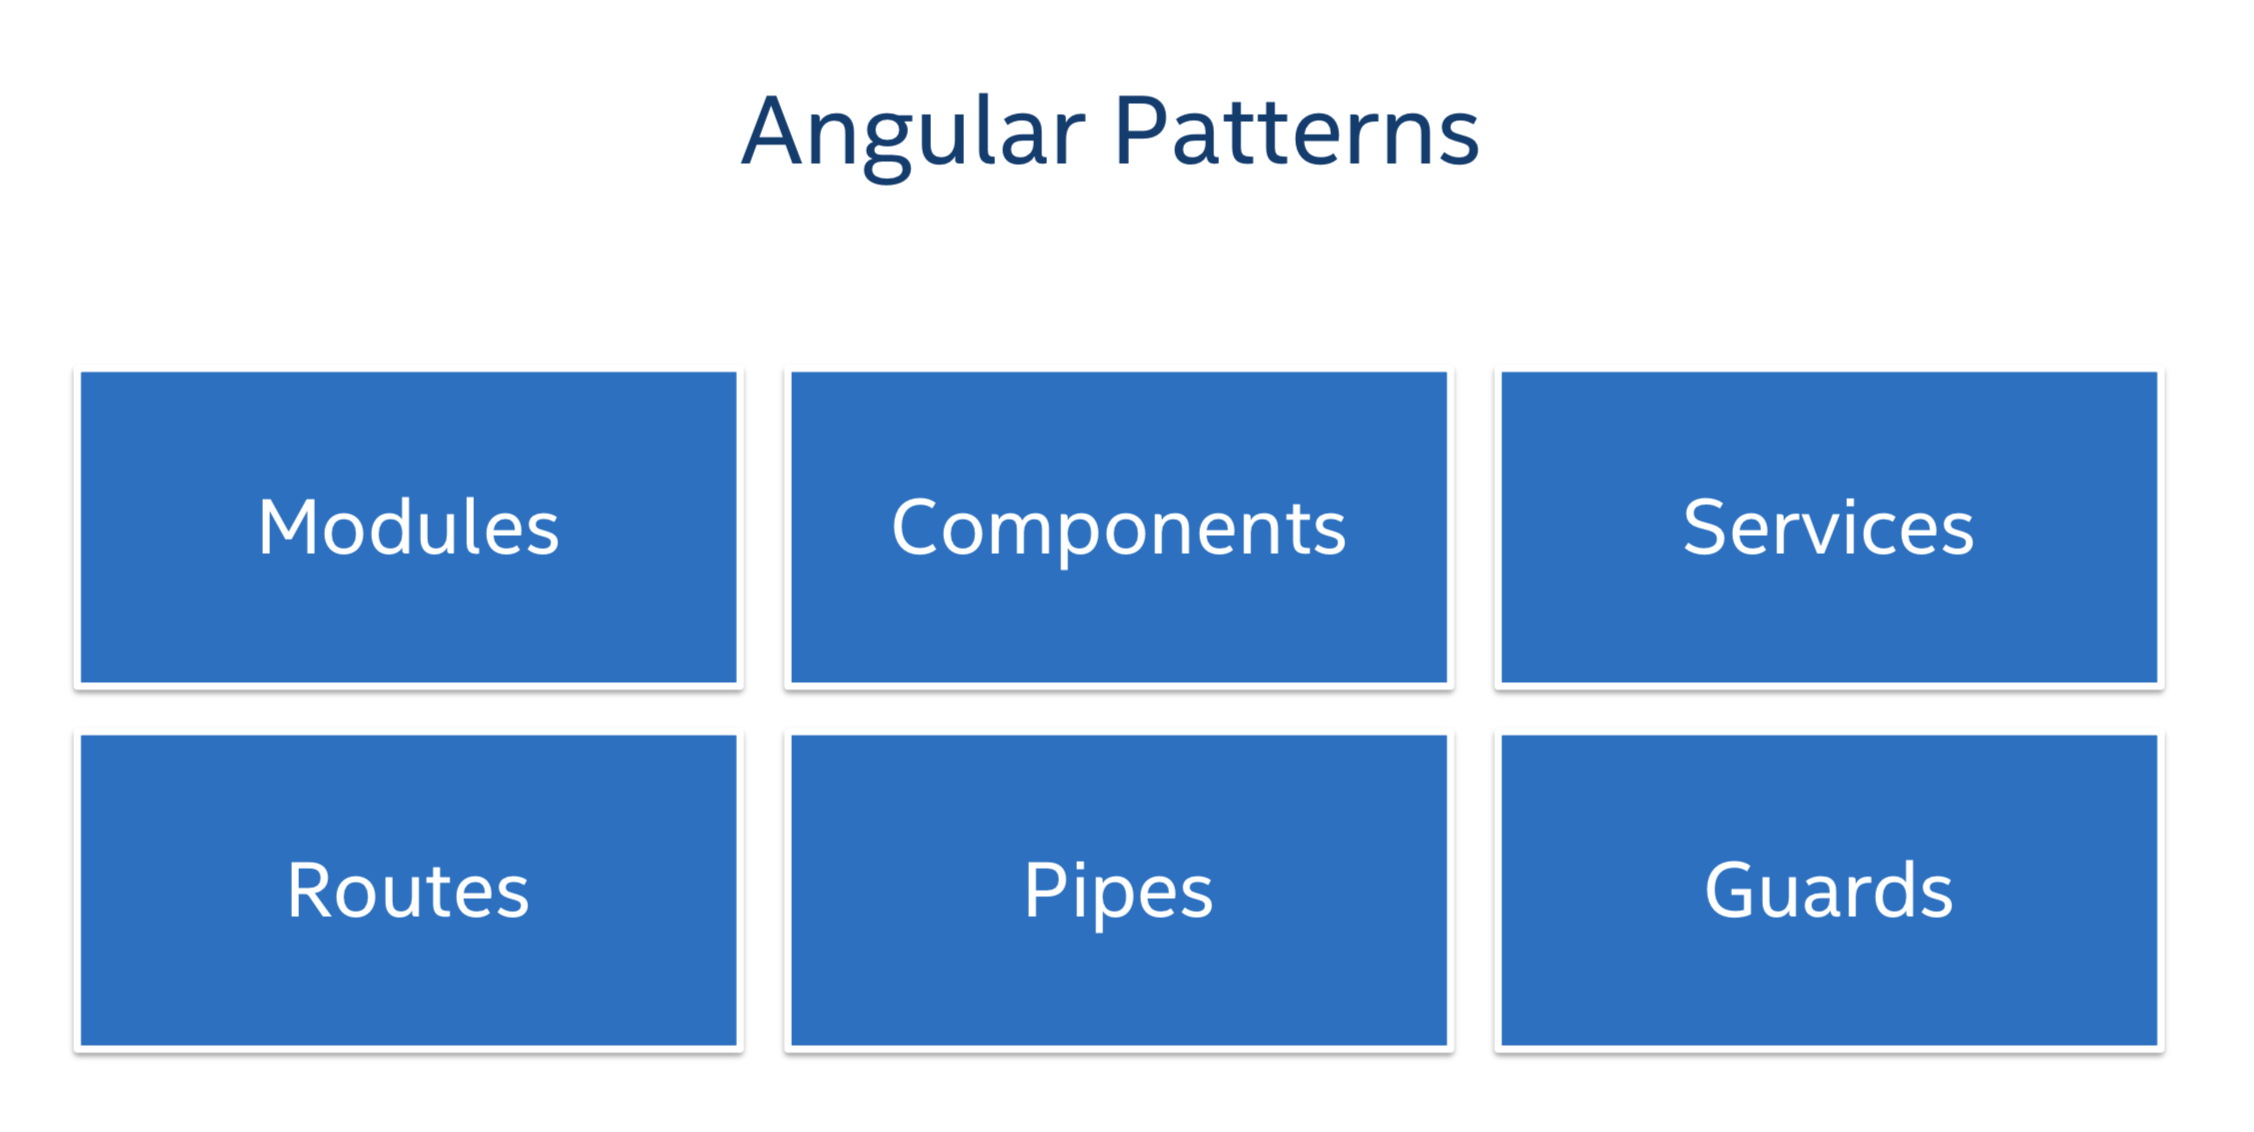 Angular Patterns
Modules
Components
Services
Routes
Pipes
Guards